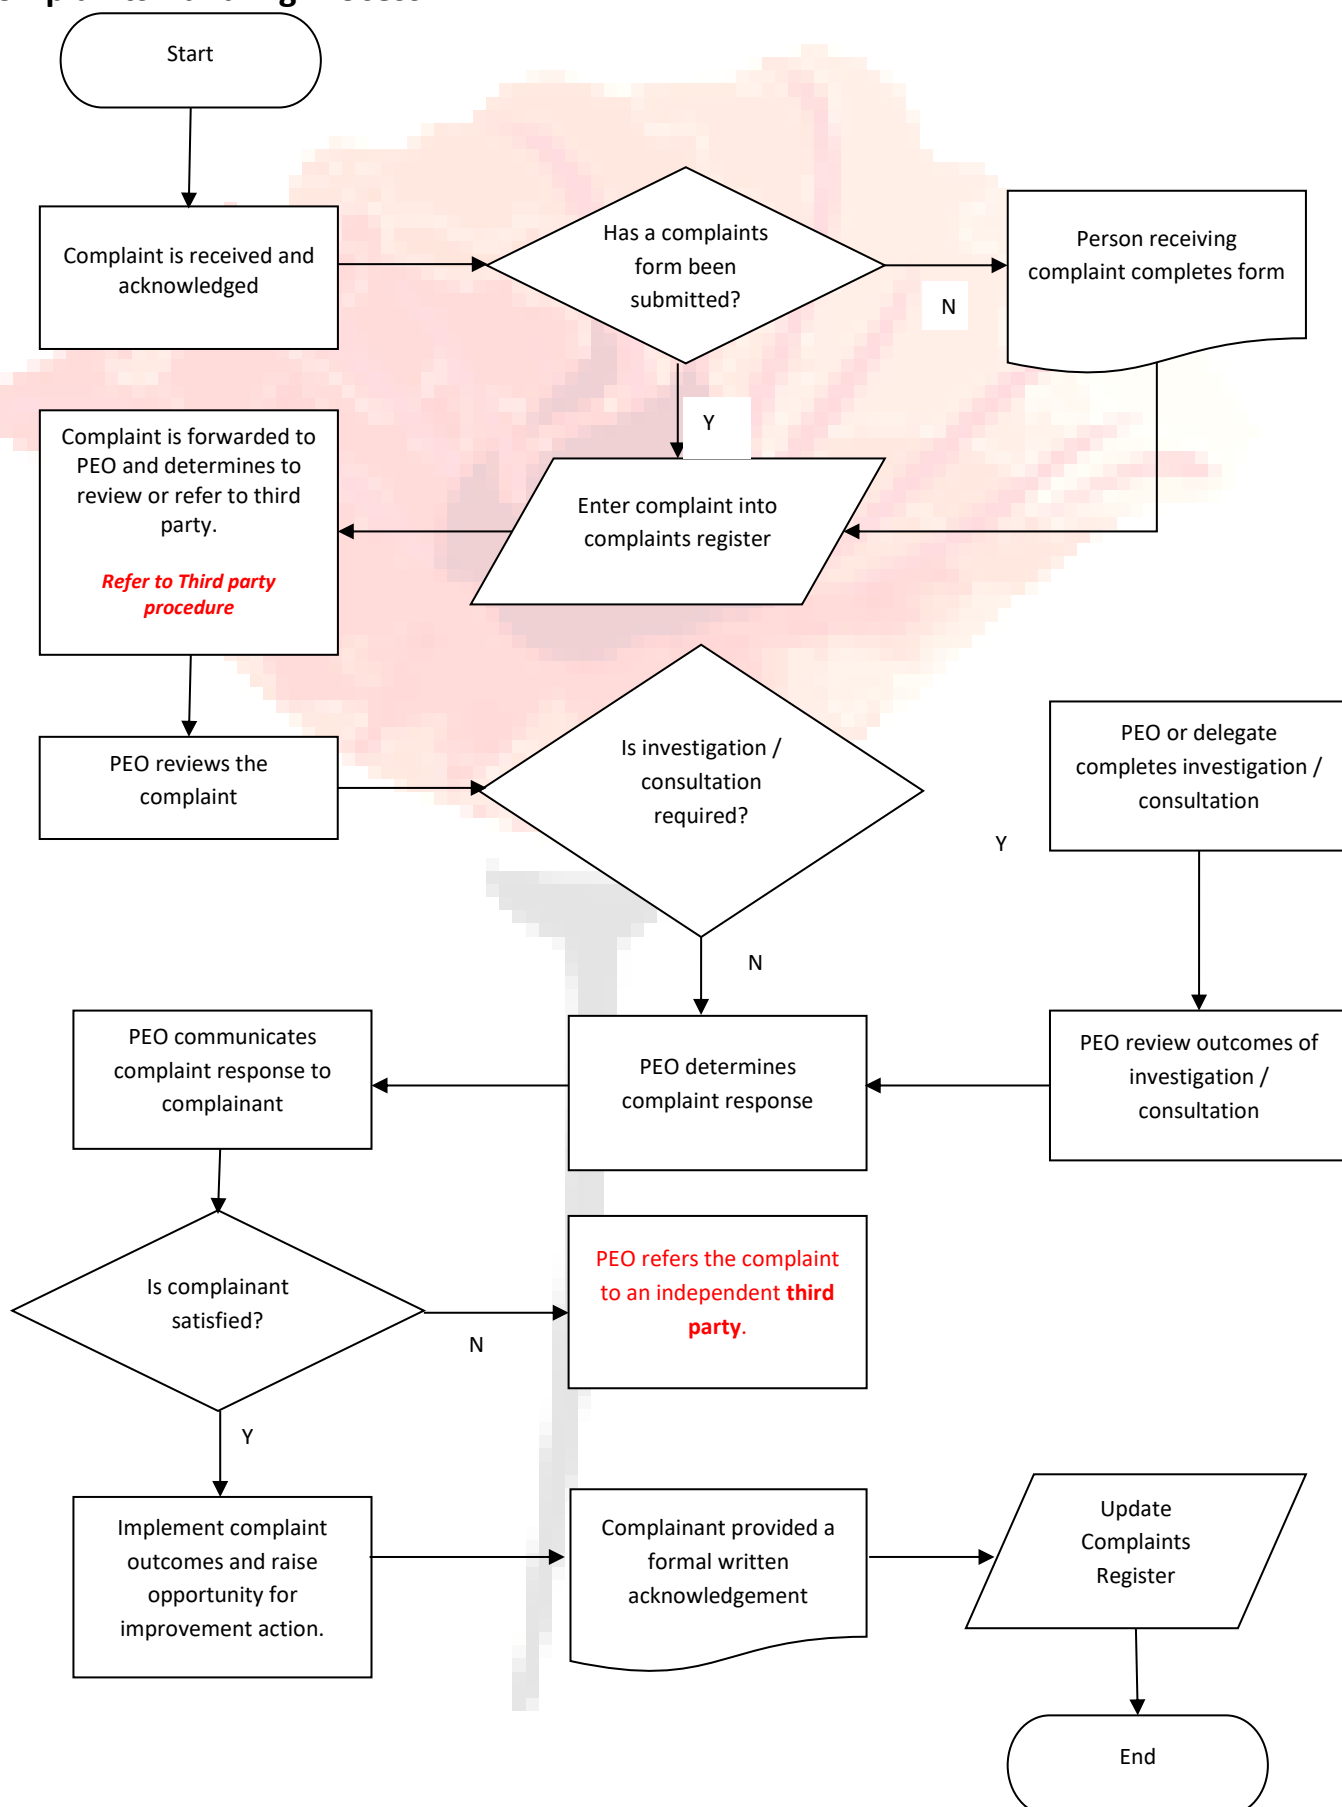 Start
Complaint is received and
acknowledged
Has a complaints
form been
submitted?
N
Person receiving
complaint completes form
Y
Enter complaint into
complaints register
Complaint is forwarded to
PEO and determines to
review or refer to third
party.
Refer to Third party
procedure
PEO reviews the
complaint
Is investigation /
consultation
required?
Y
PEO or delegate
completes investigation /
consultation
N
PEO review outcomes of
investigation /
consultation
PEO determines
complaint response
PEO communicates
complaint response to
complainant
Is complainant
satisfied?
N
PEO refers the complaint
to an independent third
party.
Y
Implement complaint
outcomes and raise
opportunity for
improvement action.
Complainant provided a
formal written
acknowledgement
Update
Complaints
Register
End